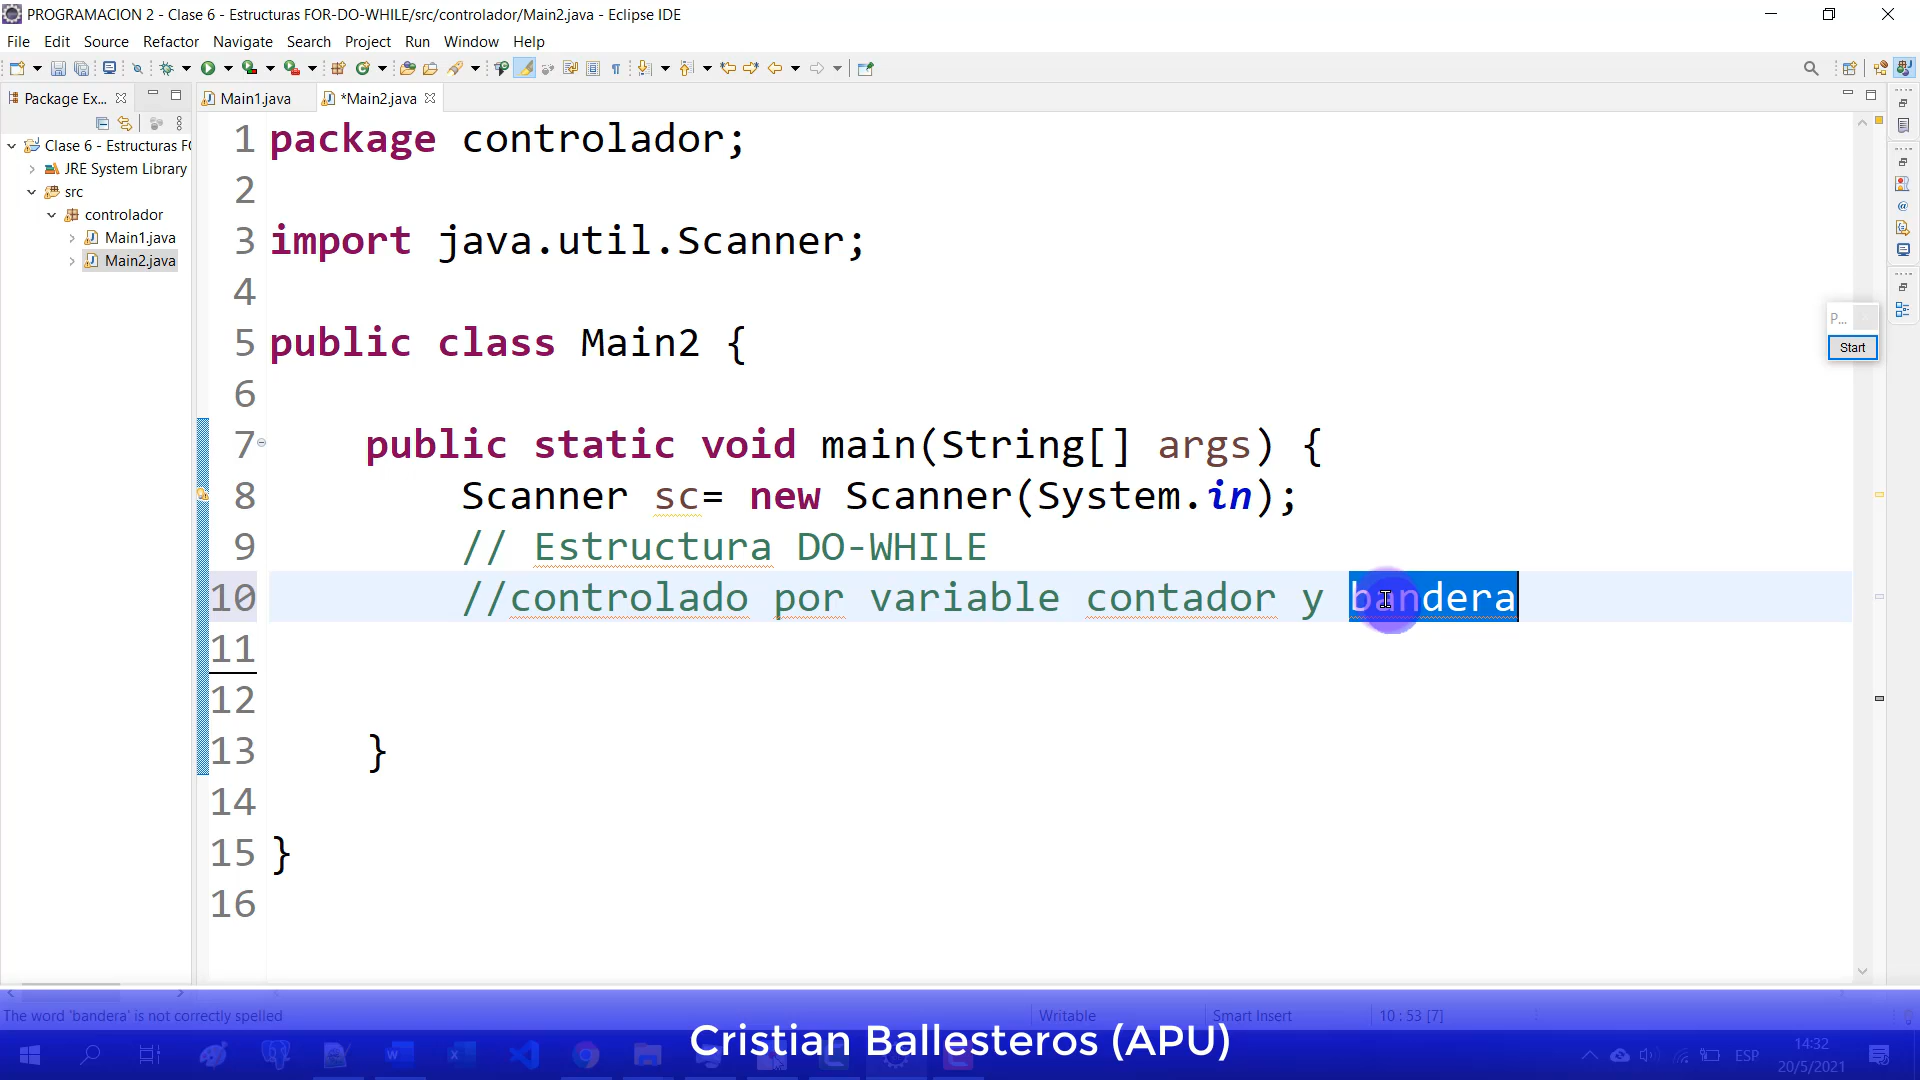 PROGRAMACION 2 - Clase 6 - Estructuras FOR-DO-WHILE/src/controlador/Main2.java - Eclipse IDE
File Edit Source Refactor Navigate Search Project Run Window Help
Package Ex...
Main1.java
*Main2.java
Clase 6 - Estructuras F
JRE System Library
src
controlador
Main1.java
Main2.java
1 package controlador;
2
3 import java.util.Scanner;
4
5 public class Main2 {
6
7 public static void main(String[] args) {
8 Scanner sc= new Scanner(System.in);
9 // Estructura DO-WHILE
10 //controlado por variable contador y bandera
11
12
13 }
14
15 }
16
P...
Start
The word 'bandera' is not correctly spelled
Writable
Smart Insert
10 : 53 [7]
Cristian Ballesteros (APU)
ESP
14:32
20/5/2021